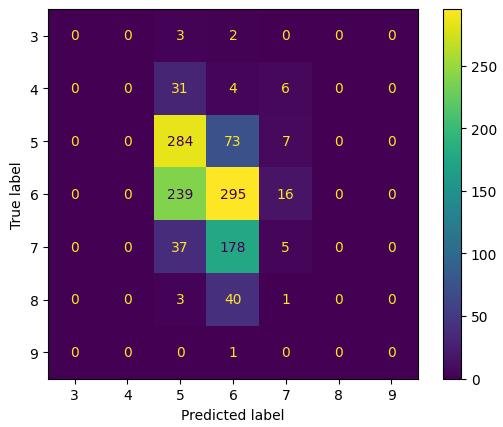 3 0 0 3 2 0 0 0
4 0 0 31 4 6 0 0
5 0 0 284 73 7 0 0
6 0 0 239 295 16 0 0
7 0 0 37 178 5 0 0
8 0 0 3 40 1 0 0
9 0 0 0 1 0 0 0
3 4 5 6 7 8 9
Predicted label
True label
250
200
150
100
50
0